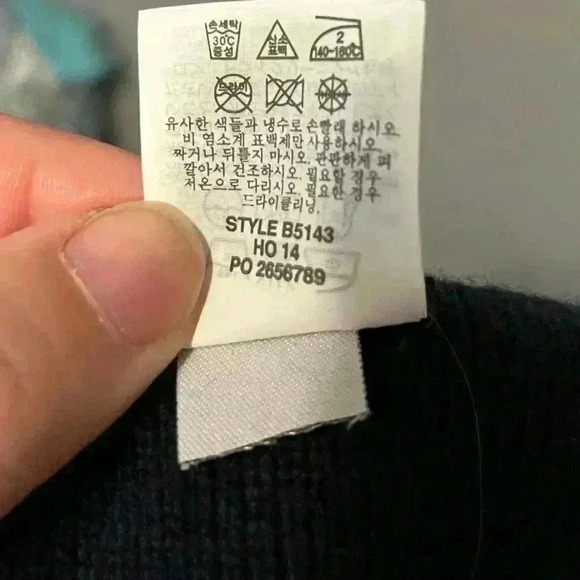 손세탁
30℃
중성
산소
표백
2
140~160℃
드라이
유사한 색들과 냉수로 손빨래 하시오.
비 염소계 표백제만 사용하시오.
짜거나 뒤틀지 마시오. 판판하게 펴
깔아서 건조하시오. 필요할 경우
저온으로 다리시오. 필요한 경우
드라이클리닝.
STYLE B5143
HO 14
PO 2656789